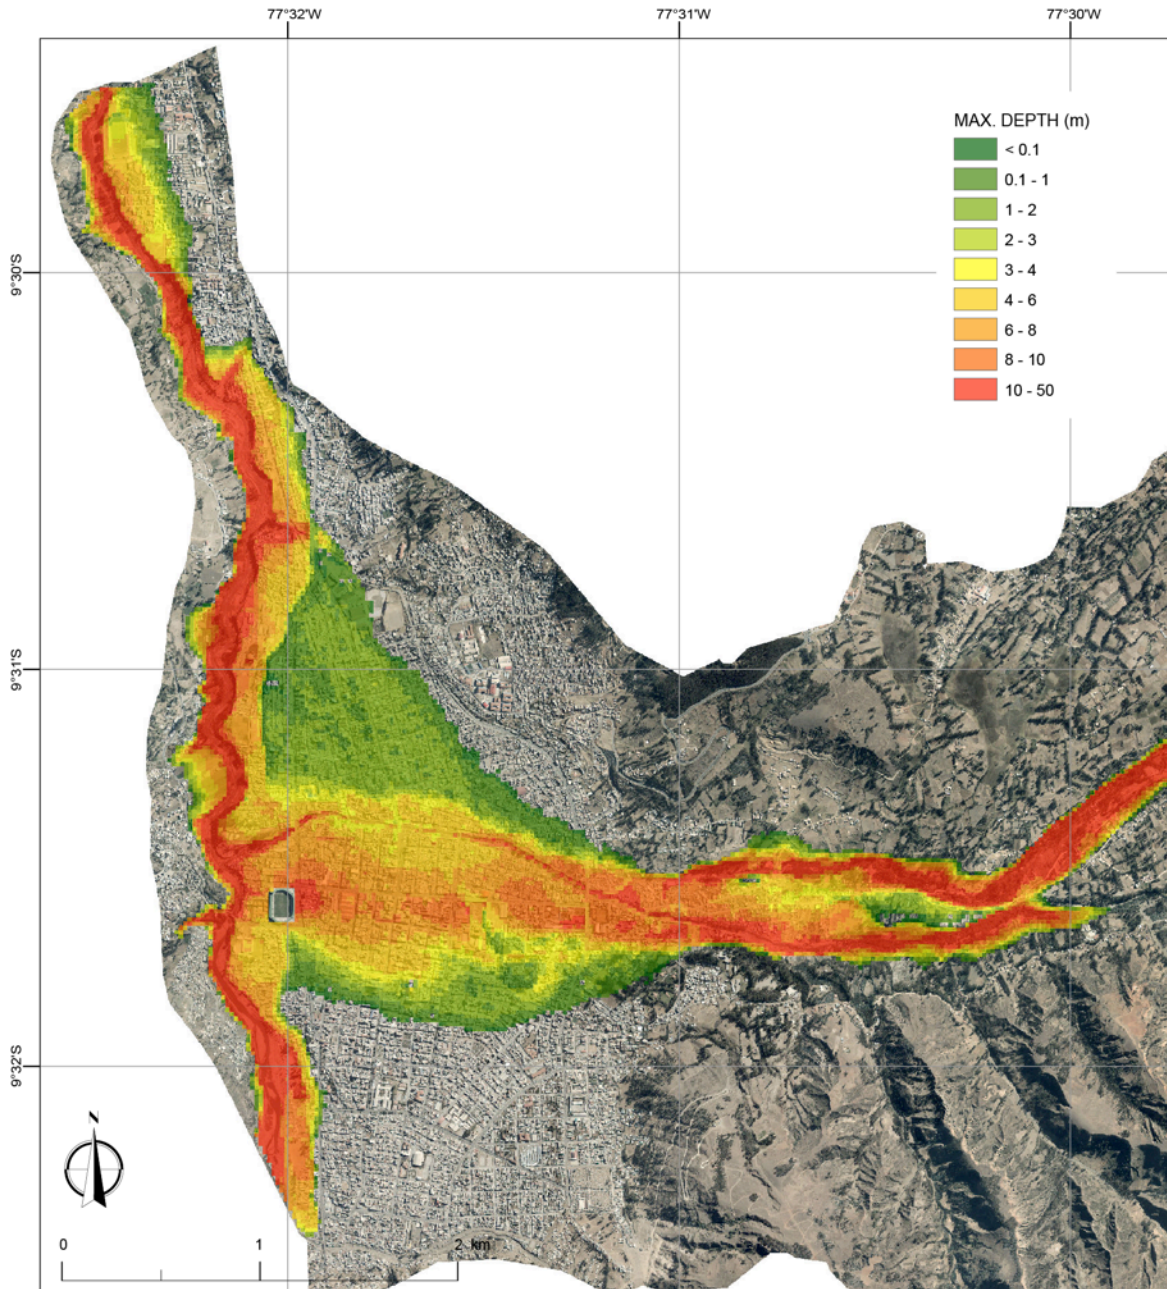 77°32'W 77°31'W 77°30'W
MAX. DEPTH (m)
< 0.1
0.1 - 1
1 - 2
2 - 3
3 - 4
4 - 6
6 - 8
8 - 10
10 - 50
9°30'S
9°31'S
9°32'S
N
0 1 2 km